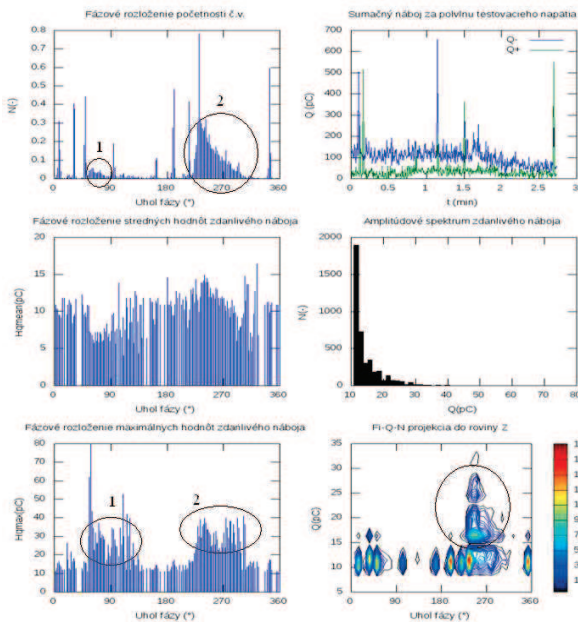 Fázové rozloženie početnosti č.v.
N(-)
0.8
0.7
0.6
0.5
0.4
0.3
0.2
0.1
0
1
2
0 90 180 270 360
Uhol fázy (°)
Sumačný náboj za polvlnu testovacieho napätia
Q (pC)
700
600
500
400
300
200
100
0
Q-
Q+
0 0.5 1 1.5 2 2.5 3
t (min)
Fázové rozloženie stredných hodnôt zdanlivého náboja
Hqmean(pC)
20
15
10
5
0
0 90 180 270 360
Uhol fázy (°)
Amplitúdové spektrum zdanlivého náboja
N(-)
2000
1500
1000
500
0
10 20 30 40 50 60 70 80
Q(pC)
Fázové rozloženie maximálnych hodnôt zdanlivého náboja
Hqmax(pC)
80
70
60
50
40
30
20
10
0
1
2
0 90 180 270 360
Uhol fázy (°)
Fi-Q-N projekcia do roviny Z
Q(pC)
35
30
25
20
15
10
5
0 90 180 270 360
Uhol fázy (°)